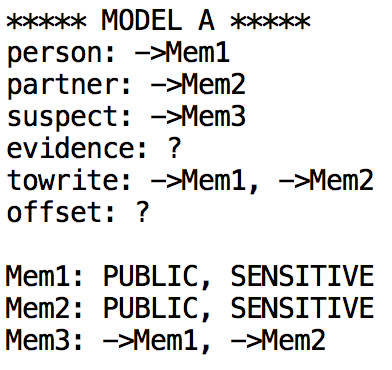 ***** MODEL A *****
person: ->Mem1
partner: ->Mem2
suspect: ->Mem3
evidence: ?
towrite: ->Mem1, ->Mem2
offset: ?
Mem1: PUBLIC, SENSITIVE
Mem2: PUBLIC, SENSITIVE
Mem3: ->Mem1, ->Mem2